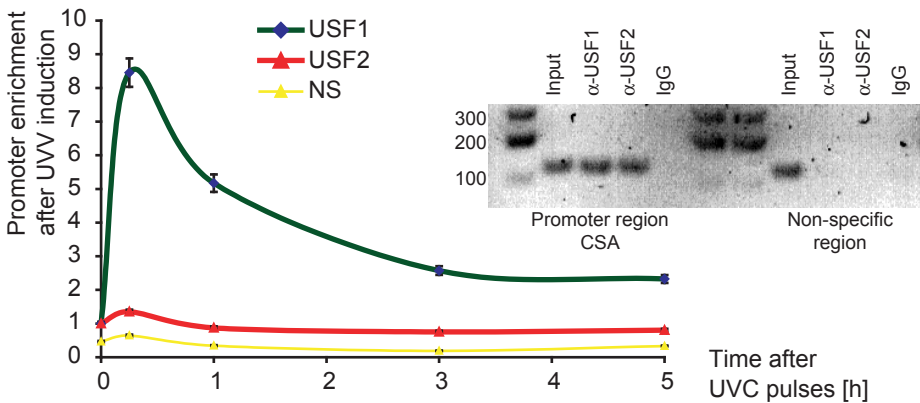 Promoter enrichment
after UVV induction
10
9
8
7
6
5
4
3
2
1
0
0
1
2
3
4
5
Time after
UVC pulses [h]
USF1
USF2
NS
Input
α-USF1
α-USF2
IgG
Input
α-USF1
α-USF2
IgG
300
200
100
Promoter region
CSA
Non-specific
region